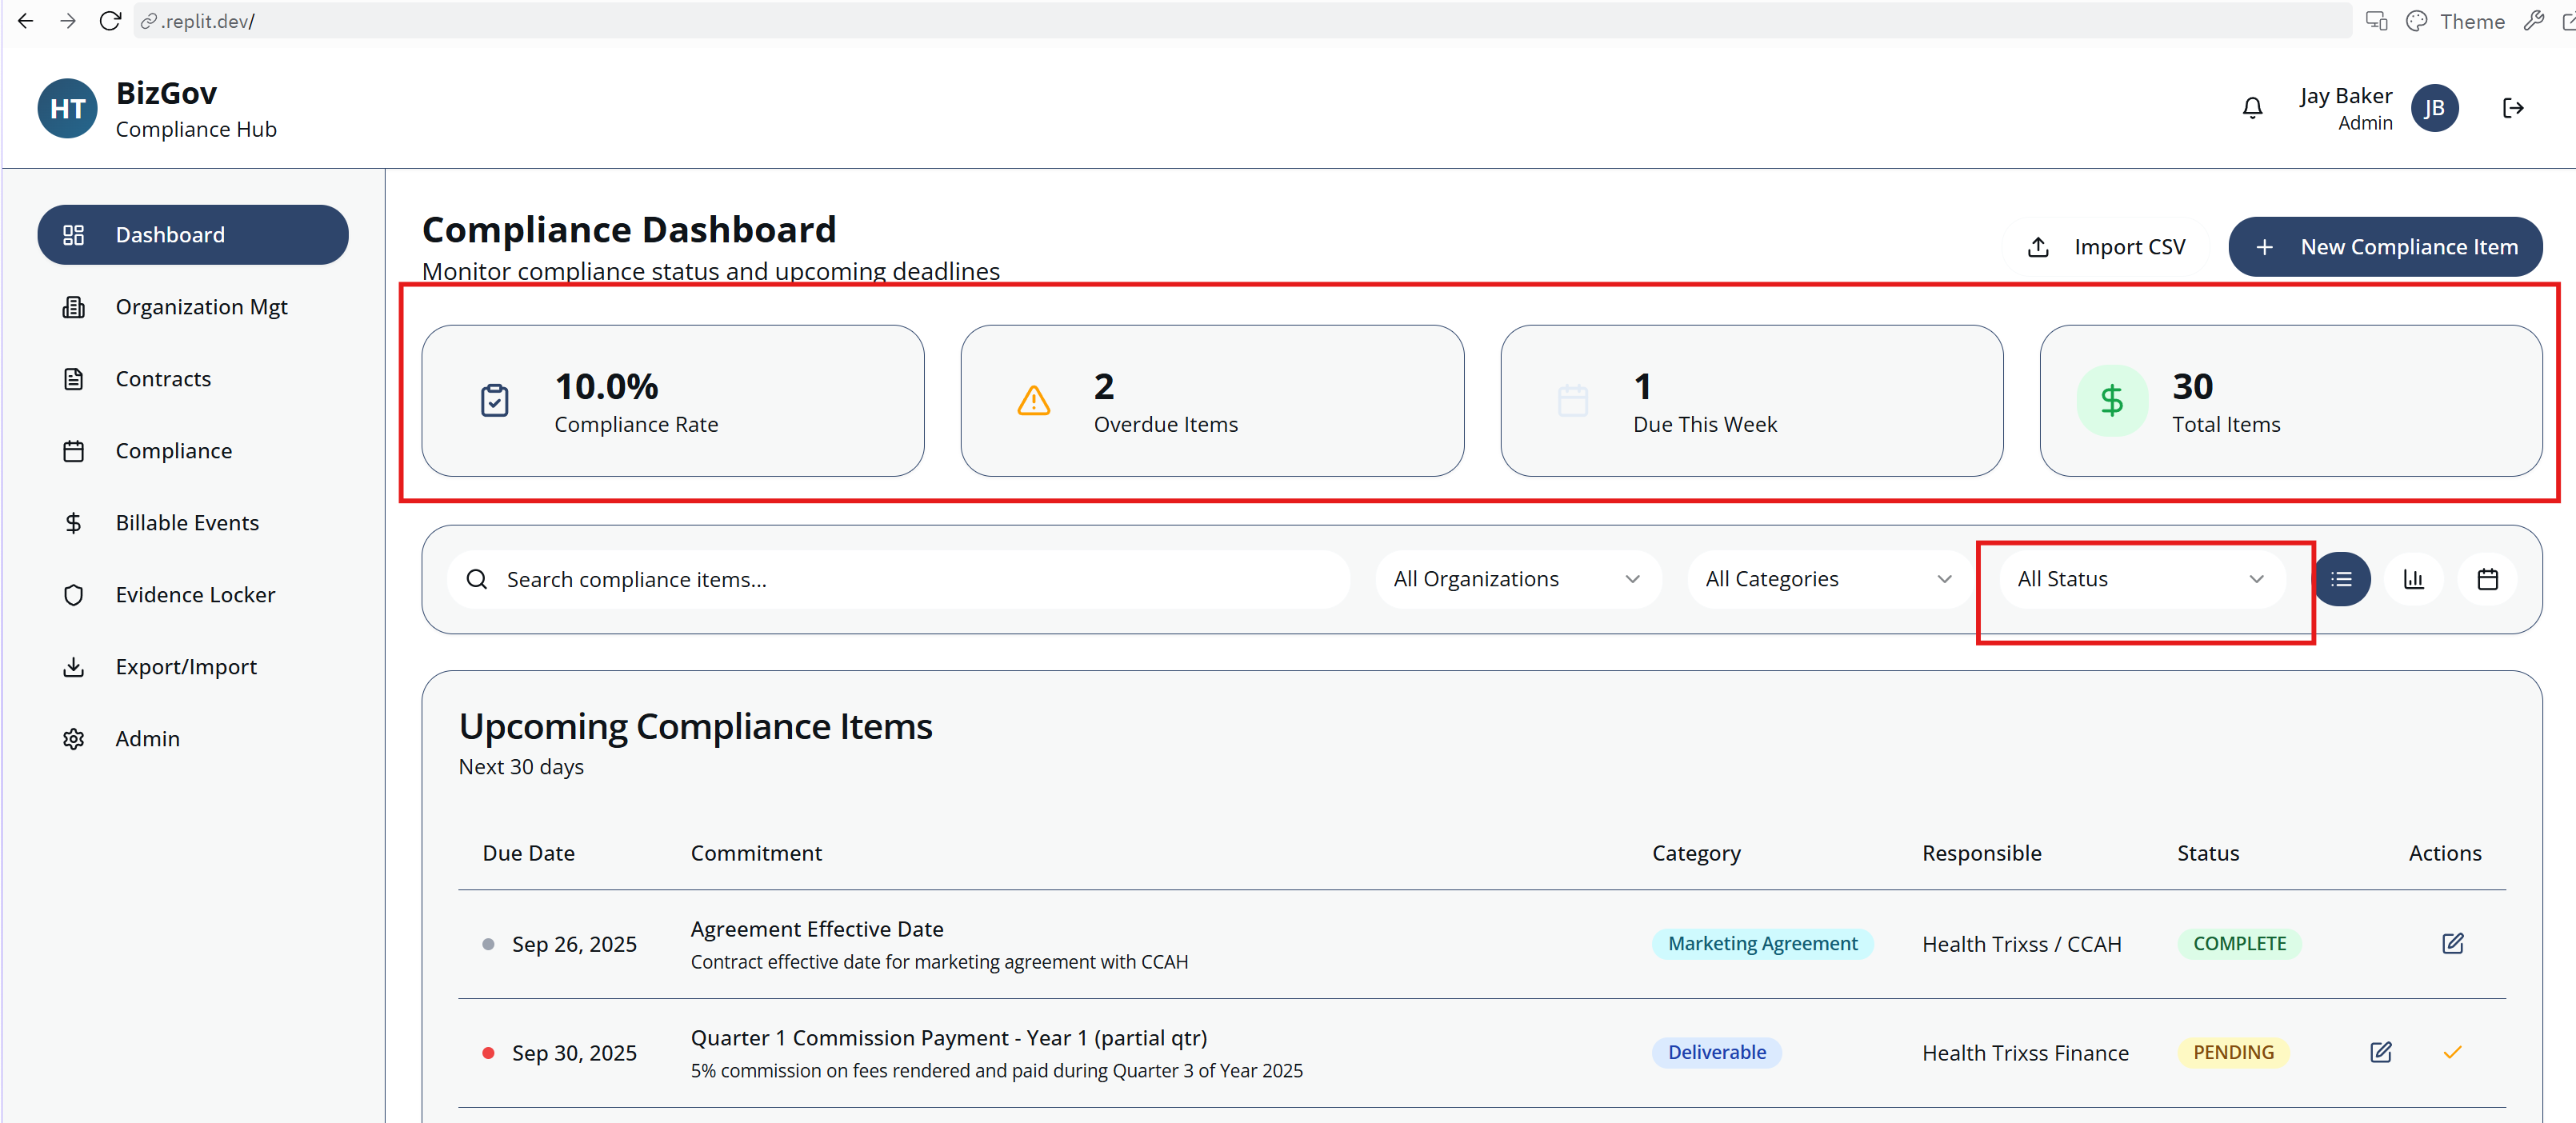 .replit.dev/
Theme
HT
BizGov
Compliance Hub
Jay Baker
Admin
JB
Dashboard
Organization Mgt
Contracts
Compliance
Billable Events
Evidence Locker
Export/Import
Admin
Compliance Dashboard
Monitor compliance status and upcoming deadlines
Import CSV
New Compliance Item
10.0%
Compliance Rate
2
Overdue Items
1
Due This Week
30
Total Items
Search compliance items...
All Organizations
All Categories
All Status
Upcoming Compliance Items
Next 30 days
Due Date Commitment Category Responsible Status Actions
Sep 26, 2025
Agreement Effective Date
Contract effective date for marketing agreement with CCAH
Marketing Agreement
Health Trixss / CCAH
COMPLETE
Sep 30, 2025
Quarter 1 Commission Payment - Year 1 (partial qtr)
5% commission on fees rendered and paid during Quarter 3 of Year 2025
Deliverable
Health Trixss Finance
PENDING